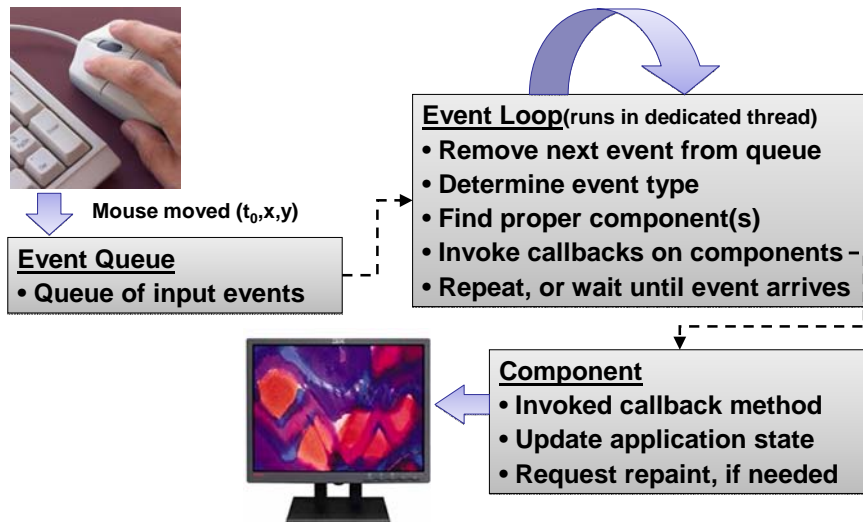 Mouse moved (t0,x,y)
Event Queue
• Queue of input events
Event Loop(runs in dedicated thread)
• Remove next event from queue
• Determine event type
• Find proper component(s)
• Invoke callbacks on components
• Repeat, or wait until event arrives
Component
• Invoked callback method
• Update application state
• Request repaint, if needed